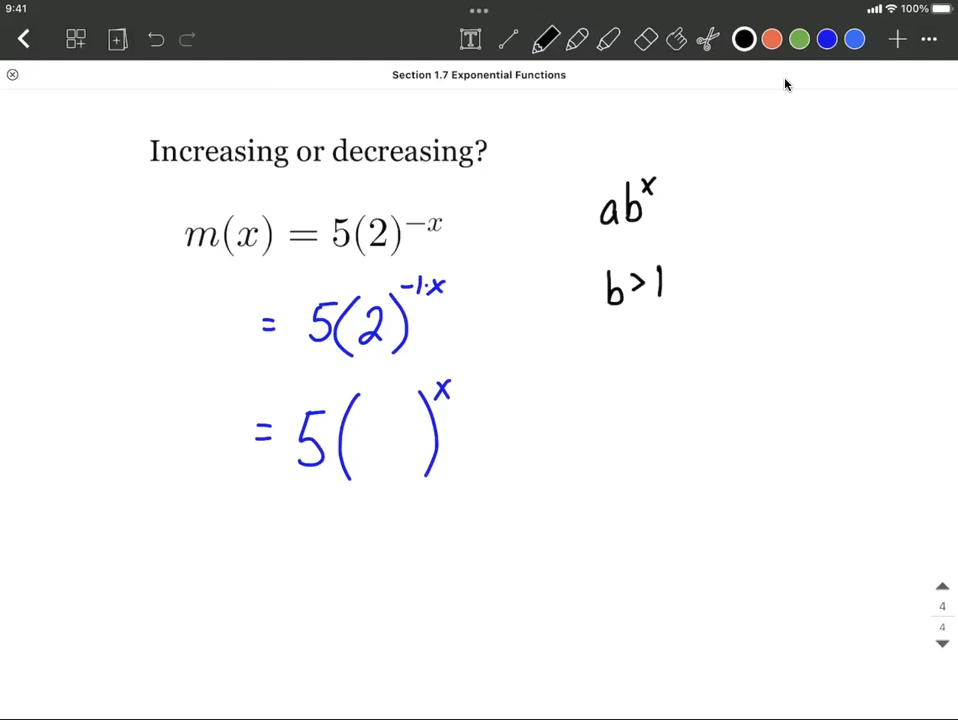 9:41
100%
Section 1.7 Exponential Functions
Increasing or decreasing?
m(x) = 5(2)^{-x}
= 5(2)^{-1·x}
= 5( )^{x}
ab^{x}
b > 1
4
4